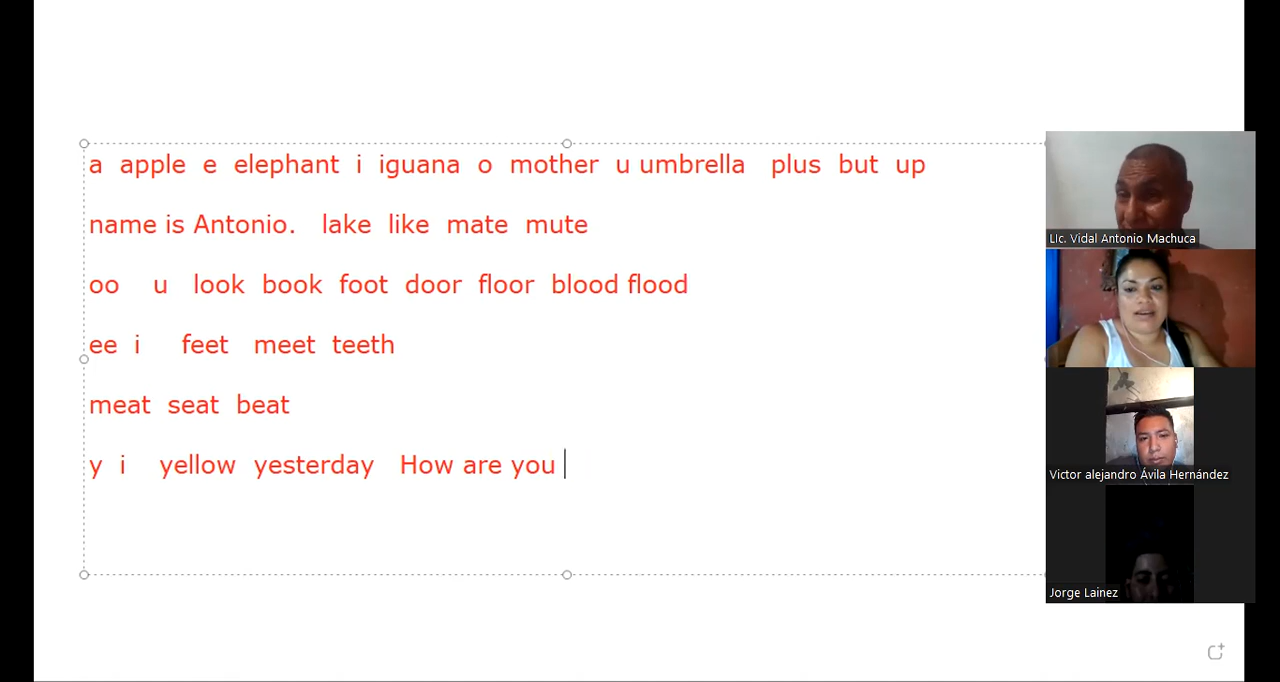 a apple e elephant i iguana o mother u umbrella plus but up
name is Antonio. lake like mate mute
oo u look book foot door floor blood flood
ee i feet meet teeth
meat seat beat
y i yellow yesterday How are you
LIc. Vidal Antonio Machuca
Victor alejandro Ávila Hernández
Jorge Lainez